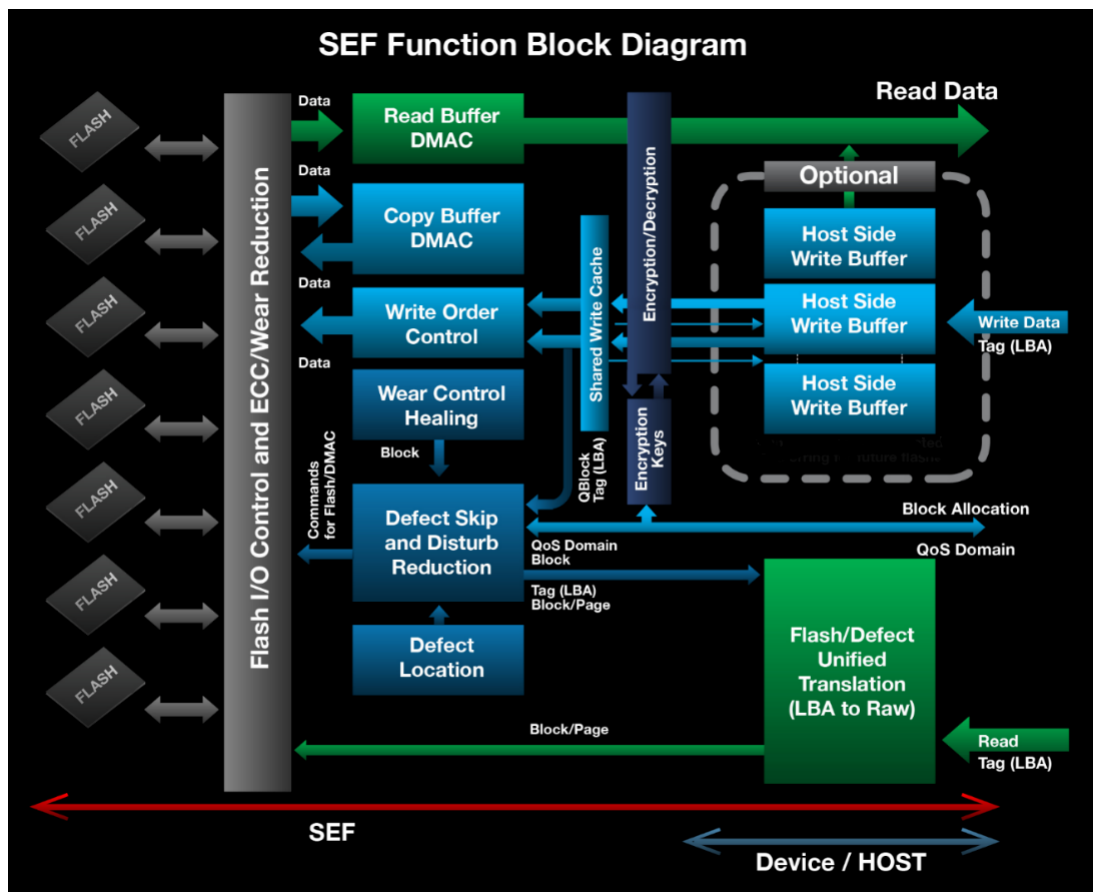 SEF Function Block Diagram
FLASH
FLASH
FLASH
FLASH
FLASH
FLASH
FLASH
Flash I/O Control and ECC/Wear Reduction
Data
Read Buffer
DMAC
Read Data
Data
Copy Buffer
DMAC
Data
Write Order
Control
Data
Wear Control
Healing
Block
Commands
for Flash/DMAC
Defect Skip
and Disturb
Reduction
Defect
Location
Shared Write Cache
QBlock
Tag (LBA)
Encryption/Decryption
Encryption
Keys
Optional
Host Side
Write Buffer
Host Side
Write Buffer
Host Side
Write Buffer
Write Data
Tag (LBA)
Block Allocation
QoS Domain
QoS Domain
Block
Tag (LBA)
Block/Page
Flash/Defect
Unified
Translation
(LBA to Raw)
Block/Page
Read
Tag (LBA)
SEF
Device / HOST